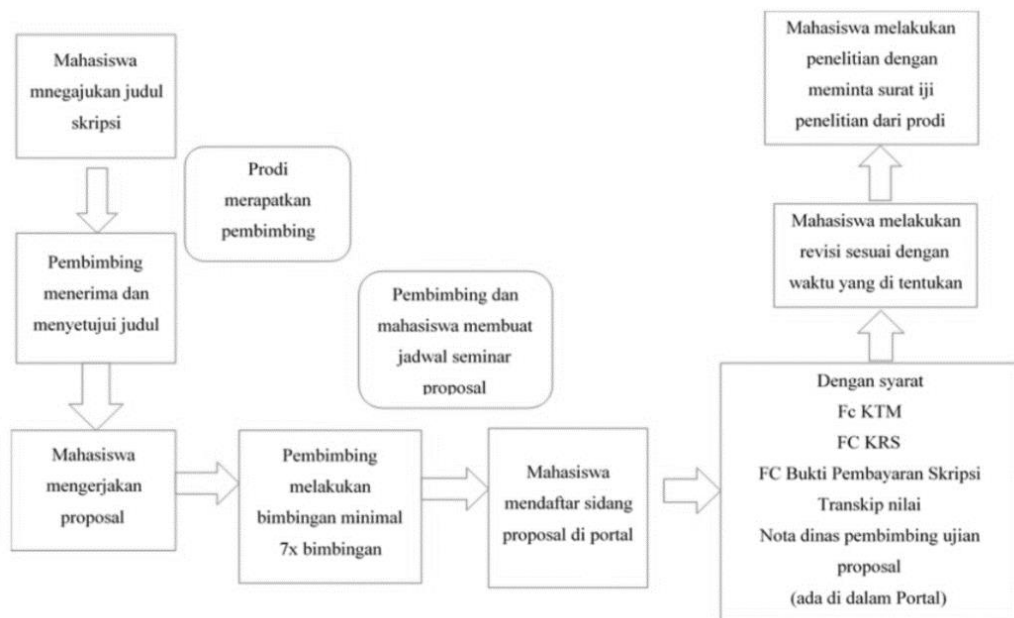 Mahasiswa
mnegajukan judul
skripsi
Prodi
merapatkan
pembimbing
Pembimbing
menerima dan
menyetujui judul
Mahasiswa
mengerjakan
proposal
Pembimbing
melakukan
bimbingan minimal
7x bimbingan
Pembimbing dan
mahasiswa membuat
jadwal seminar
proposal
Mahasiswa
mendaftar sidang
proposal di portal
Dengan syarat
Fc KTM
FC KRS
FC Bukti Pembayaran Skripsi
Transkip nilai
Nota dinas pembimbing ujian
proposal
(ada di dalam Portal)
Mahasiswa melakukan
revisi sesuai dengan
waktu yang di tentukan
Mahasiswa melakukan
penelitian dengan
meminta surat iji
penelitian dari prodi